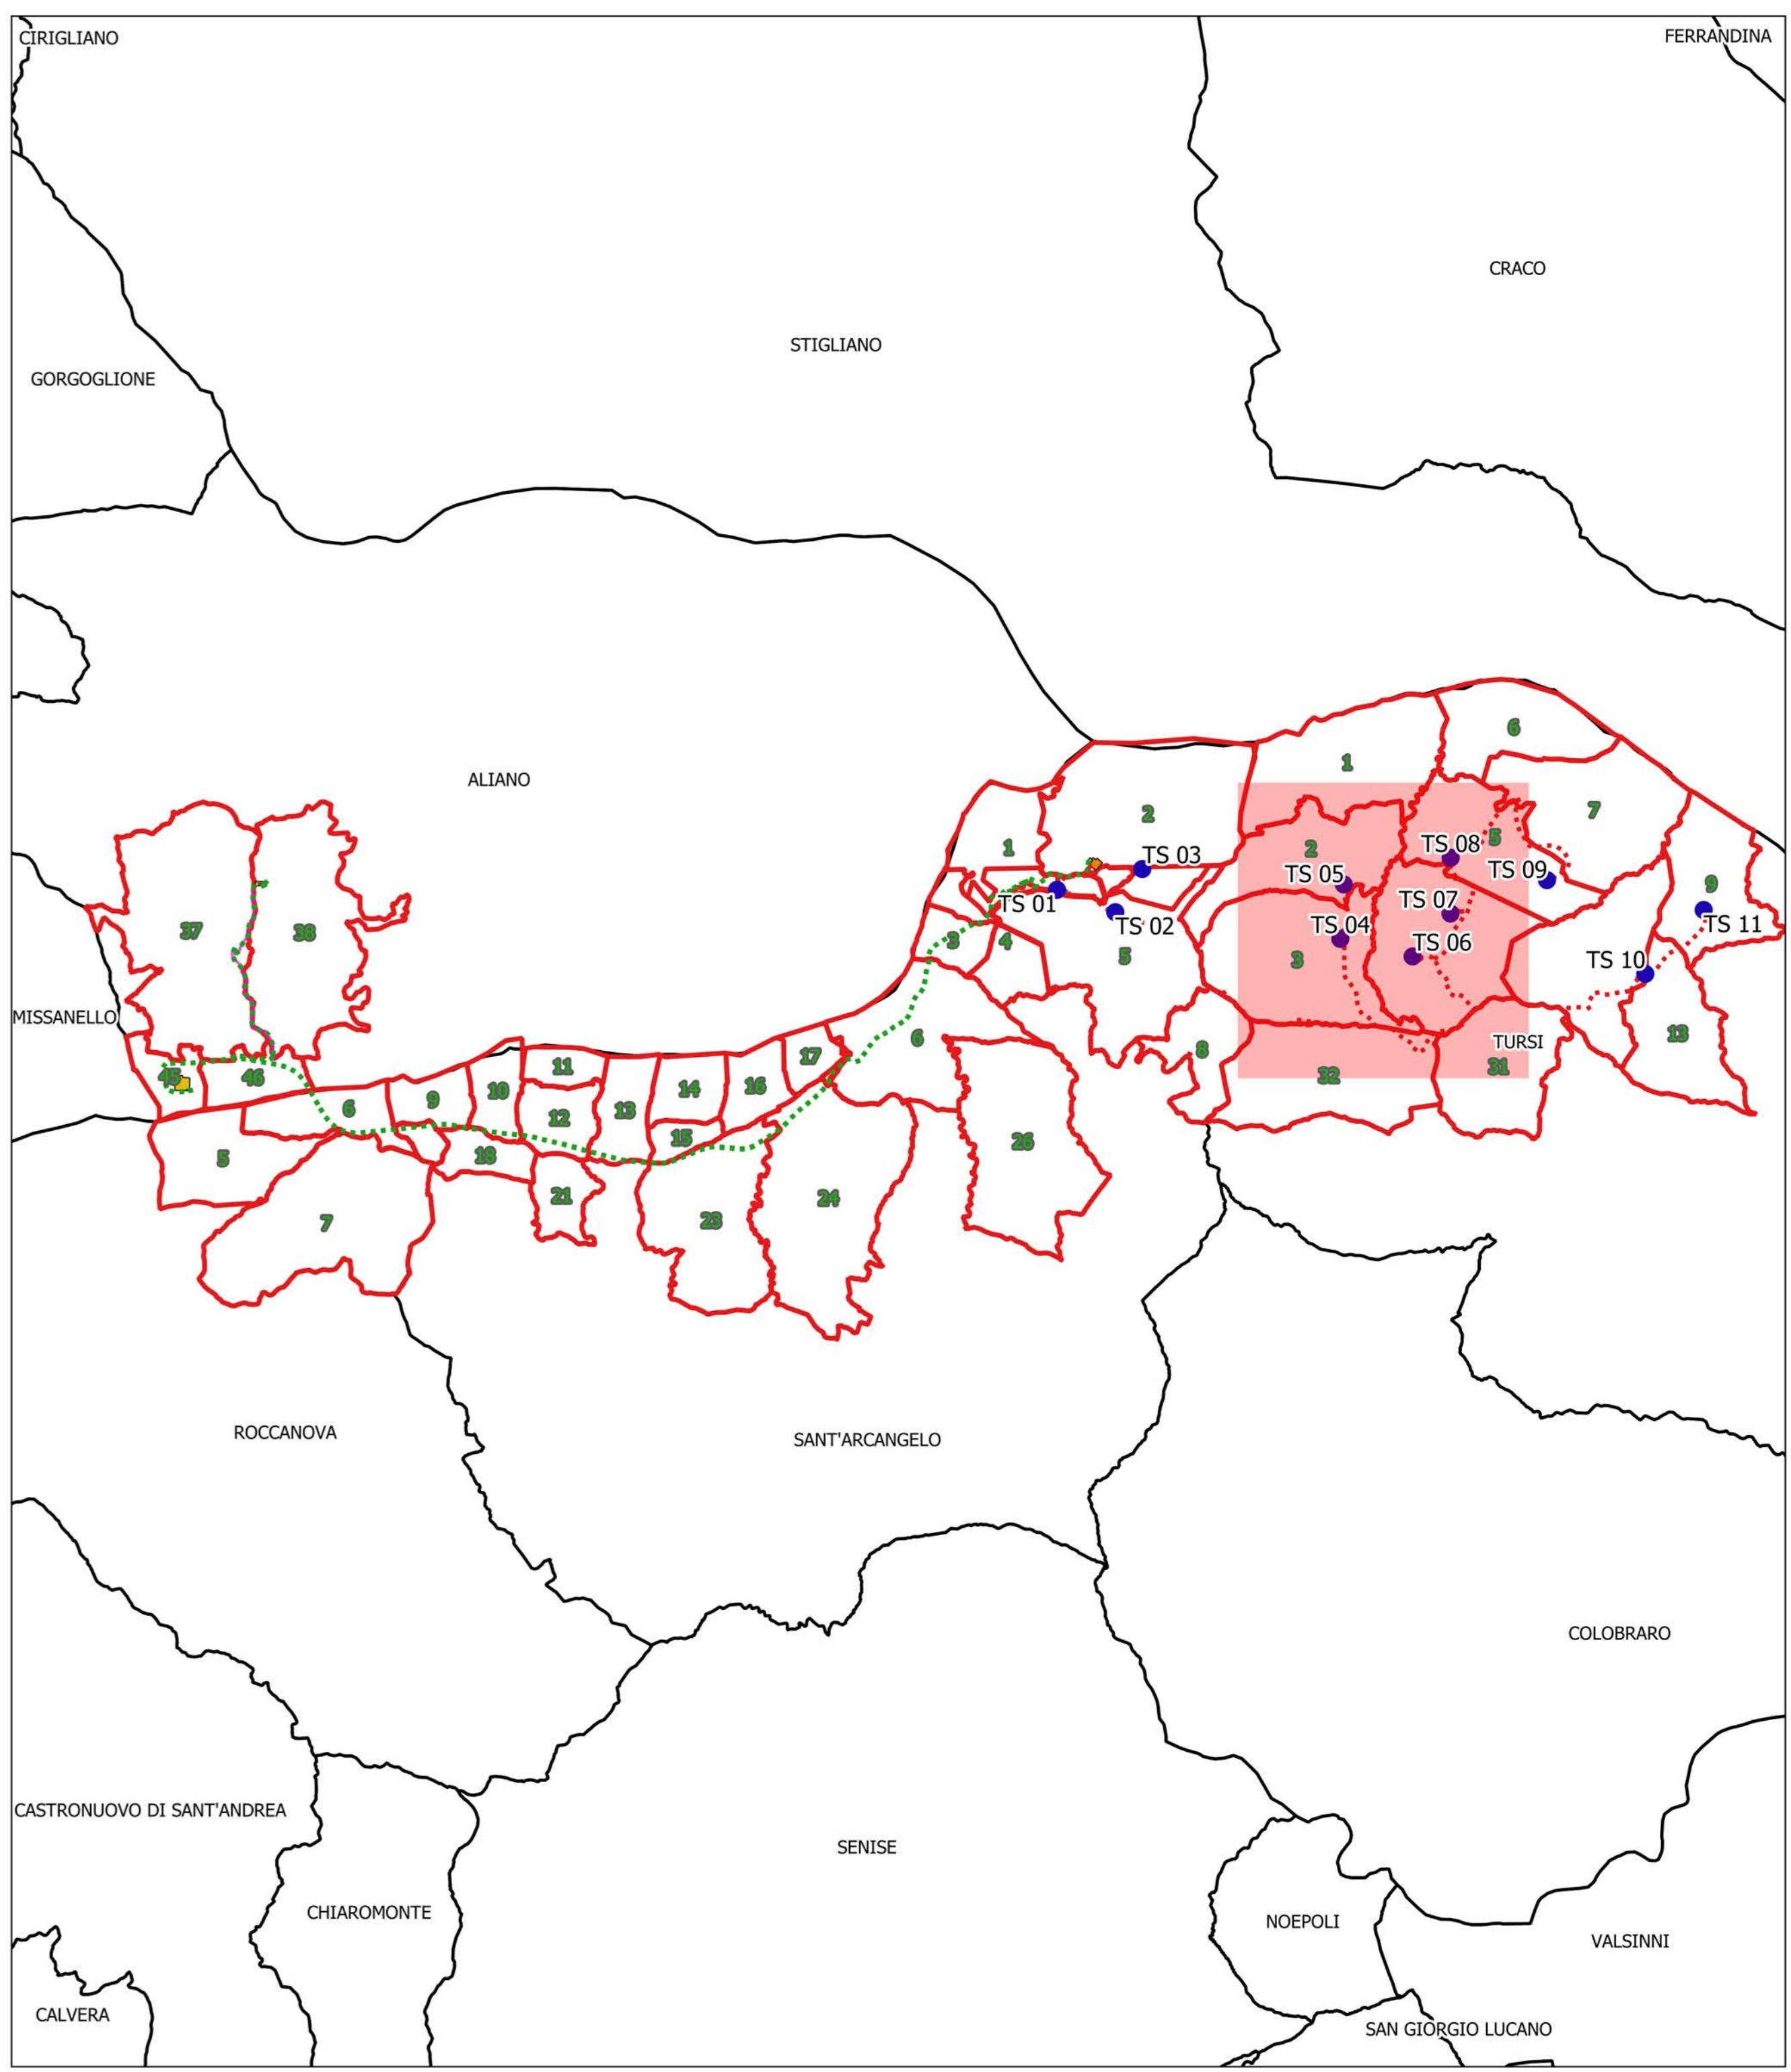 CIRIGLIANO
FERRANDINA
CRACO
STIGLIANO
GORGOGLIONE
6
1
ALIANO
2
7
1
2
5
TS 03
TS 08
TS 05
TS 09
9
TS 01
TS 07
37
38
TS 02
TS 04
TS 11
3
4
TS 06
5
3
TS 10
MISSANELLO
6
13
TURSI
8
17
11
31
45
46
32
16
14
10
9
6
13
12
15
26
18
5
21
24
23
7
ROCCANOVA
SANT'ARCANGELO
COLOBRARO
CASTRONUOVO DI SANT'ANDREA
SENISE
CHIAROMONTE
NOEPOLI
VALSINNI
CALVERA
SAN GIORGIO LUCANO